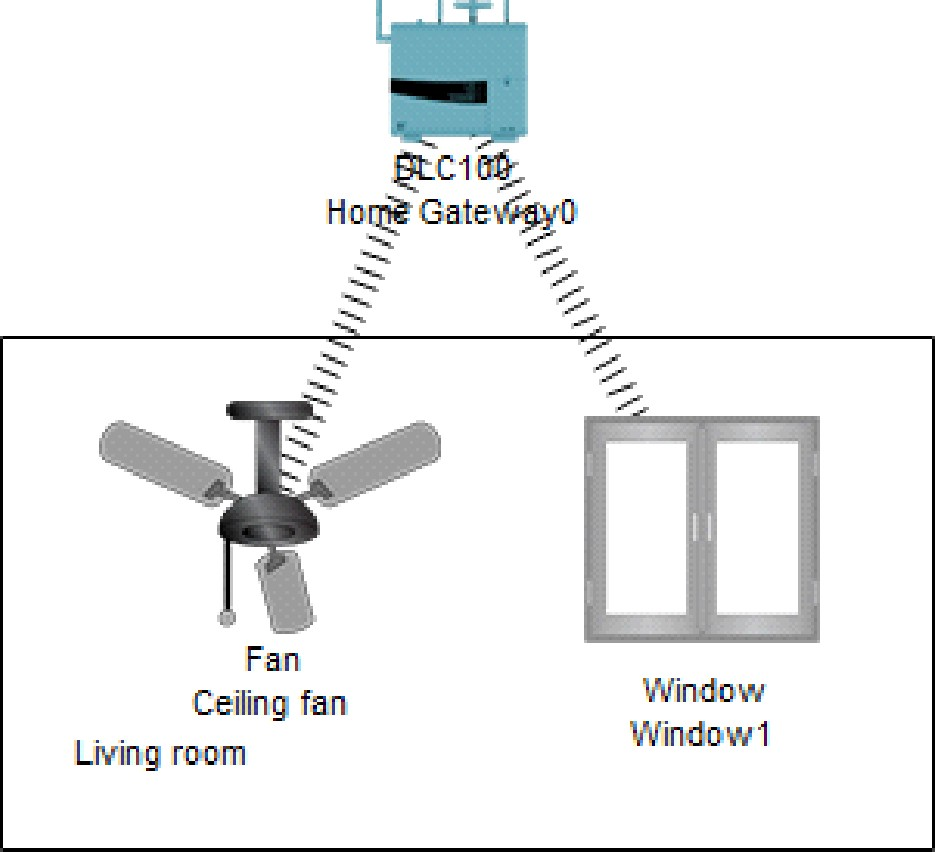 DLC100
Home Gateway0
Fan
Ceiling fan
Window
Window1
Living room